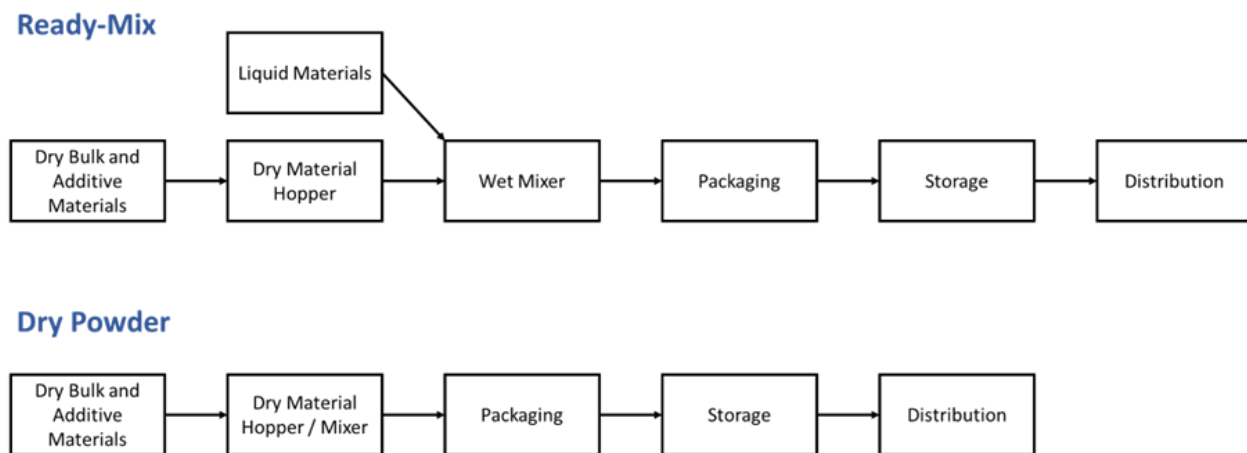 Ready-Mix
Liquid Materials
Dry Bulk and
Additive
Materials
Dry Material
Hopper
Wet Mixer
Packaging
Storage
Distribution
Dry Powder
Dry Bulk and
Additive
Materials
Dry Material
Hopper / Mixer
Packaging
Storage
Distribution